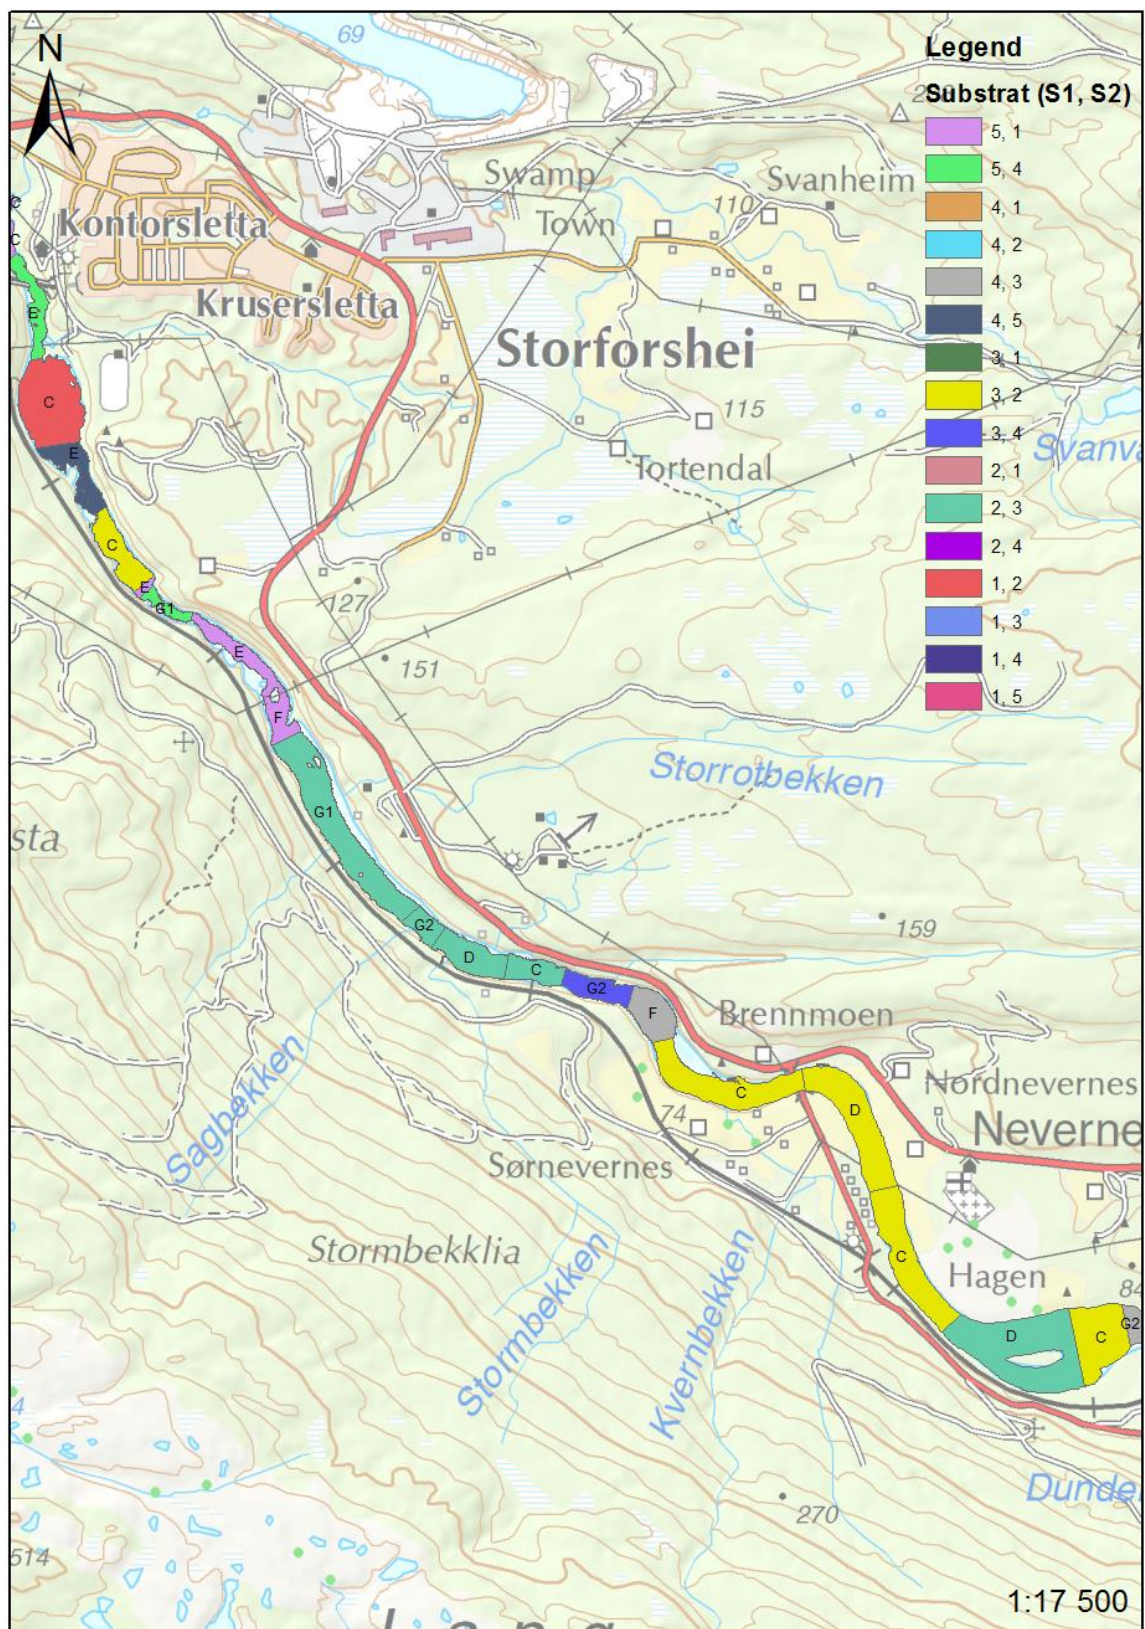 N
69
Legend
Substrat (S1, S2)
5, 1
5, 4
4, 1
4, 2
4, 3
4, 5
3, 1
3, 2
3, 4
2, 1
2, 3
2, 4
1, 2
1, 3
1, 4
1, 5
Swamp
Town
Svanheim
110
Kontorsletta
Krusersletta
C
E
Storforshei
C
115
E
Tortendal
Svanva
C
E
G1
127
E
151
F
Storrotbekken
G1
sta
159
G2
D
C
G2
F
Brennmoen
C
D
Nordnevernes
74
Neverne
Sagbekken
Sørnevernes
Stormbekklia
C
Hagen
84
Stormbekken
Kvernbekken
D
C
G2
4
Dunde
270
514
Lang
1:17 500